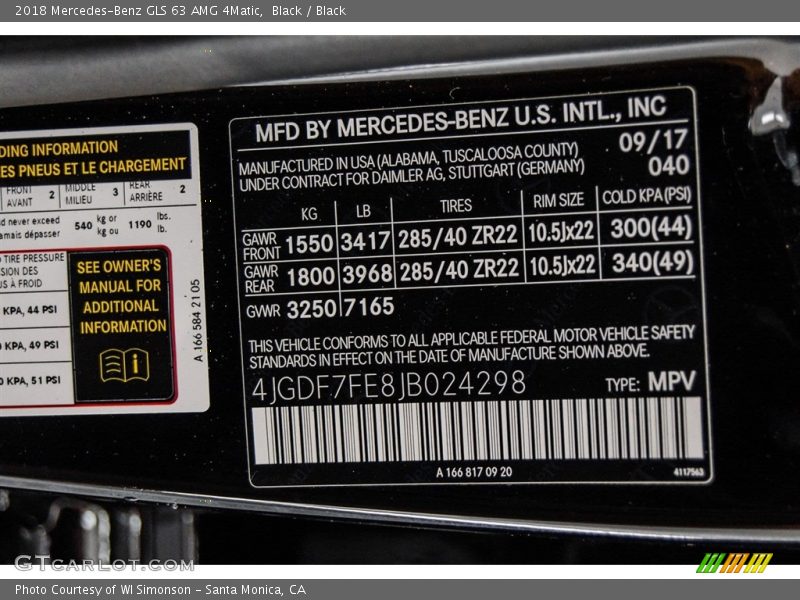 2018 Mercedes-Benz GLS 63 AMG 4Matic, Black / Black
DING INFORMATION
ES PNEUS ET LE CHARGEMENT
FRONT AVANT 2 MIDDLE MILIEU 3 REAR ARRIÈRE 2
d never exceed
amais dépasser 540 kg or kg ou 1190 lbs. lb.
D TIRE PRESSURE
SION DES
US À FROID
KPA, 44 PSI
KPA, 49 PSI
0 KPA, 51 PSI
SEE OWNER'S
MANUAL FOR
ADDITIONAL
INFORMATION
A 166 584 21 05
MFD BY MERCEDES-BENZ U.S. INTL., INC
MANUFACTURED IN USA (ALABAMA, TUSCALOOSA COUNTY) 09/17
UNDER CONTRACT FOR DAIMLER AG, STUTTGART (GERMANY) 040
KG LB TIRES RIM SIZE COLD KPA (PSI)
GAWR FRONT 1550 3417 285/40 ZR22 10.5Jx22 300(44)
GAWR REAR 1800 3968 285/40 ZR22 10.5Jx22 340(49)
GVWR 3250 7165
THIS VEHICLE CONFORMS TO ALL APPLICABLE FEDERAL MOTOR VEHICLE SAFETY
STANDARDS IN EFFECT ON THE DATE OF MANUFACTURE SHOWN ABOVE.
4JGDF7FE8JB024298 TYPE: MPV
A 166 817 09 20 4117563
GTCARLOT.COM
Photo Courtesy of WI Simonson - Santa Monica, CA